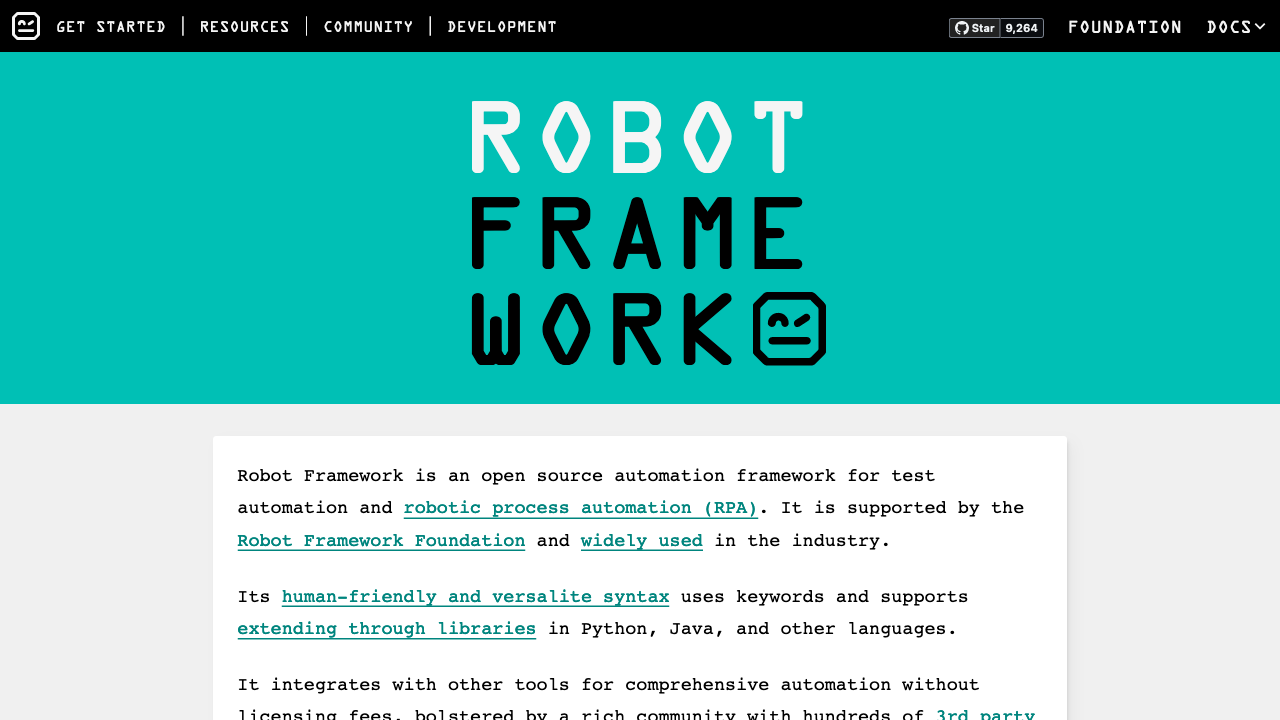 GET STARTED | RESOURCES | COMMUNITY | DEVELOPMENT Star 9,264 FOUNDATION DOCS
ROBOT
FRAME
WORK
Robot Framework is an open source automation framework for test
automation and robotic process automation (RPA). It is supported by the
Robot Framework Foundation and widely used in the industry.
Its human-friendly and versalite syntax uses keywords and supports
extending through libraries in Python, Java, and other languages.
It integrates with other tools for comprehensive automation without
licensing fees, bolstered by a rich community with hundreds of 3rd party